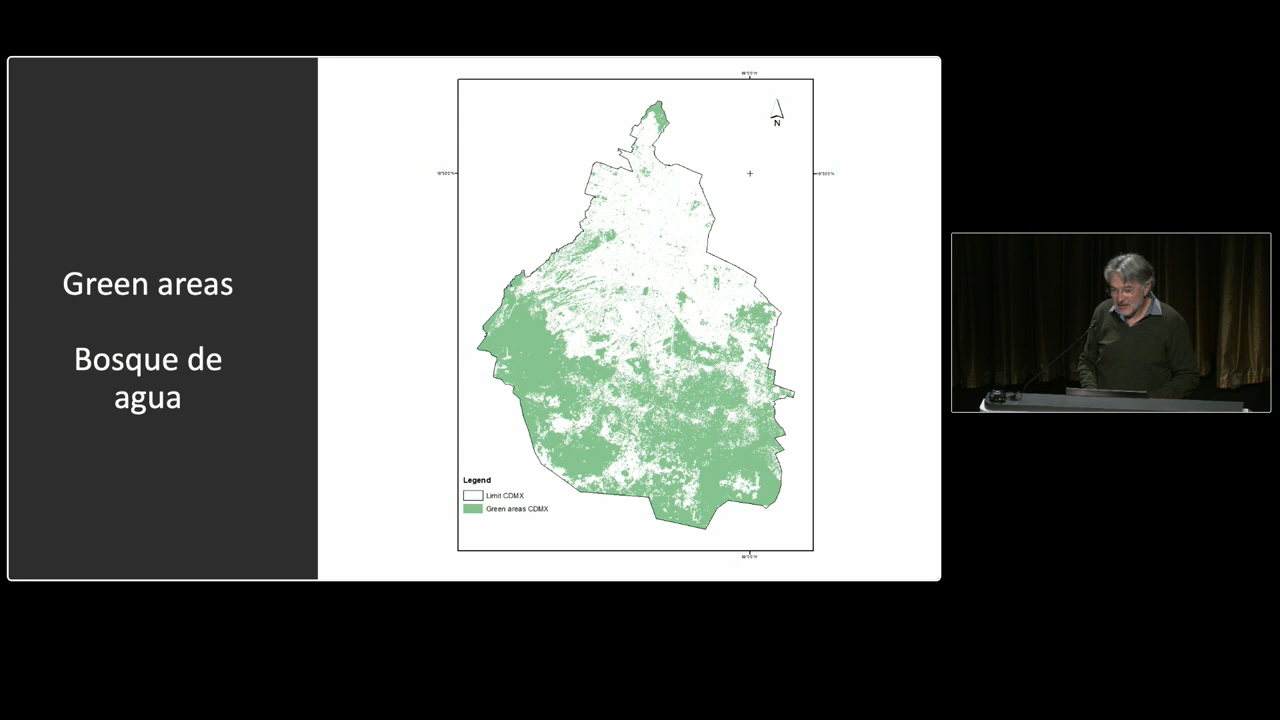 Green areas
Bosque de
agua
N
Legend
Limit CDMX
Green areas CDMX